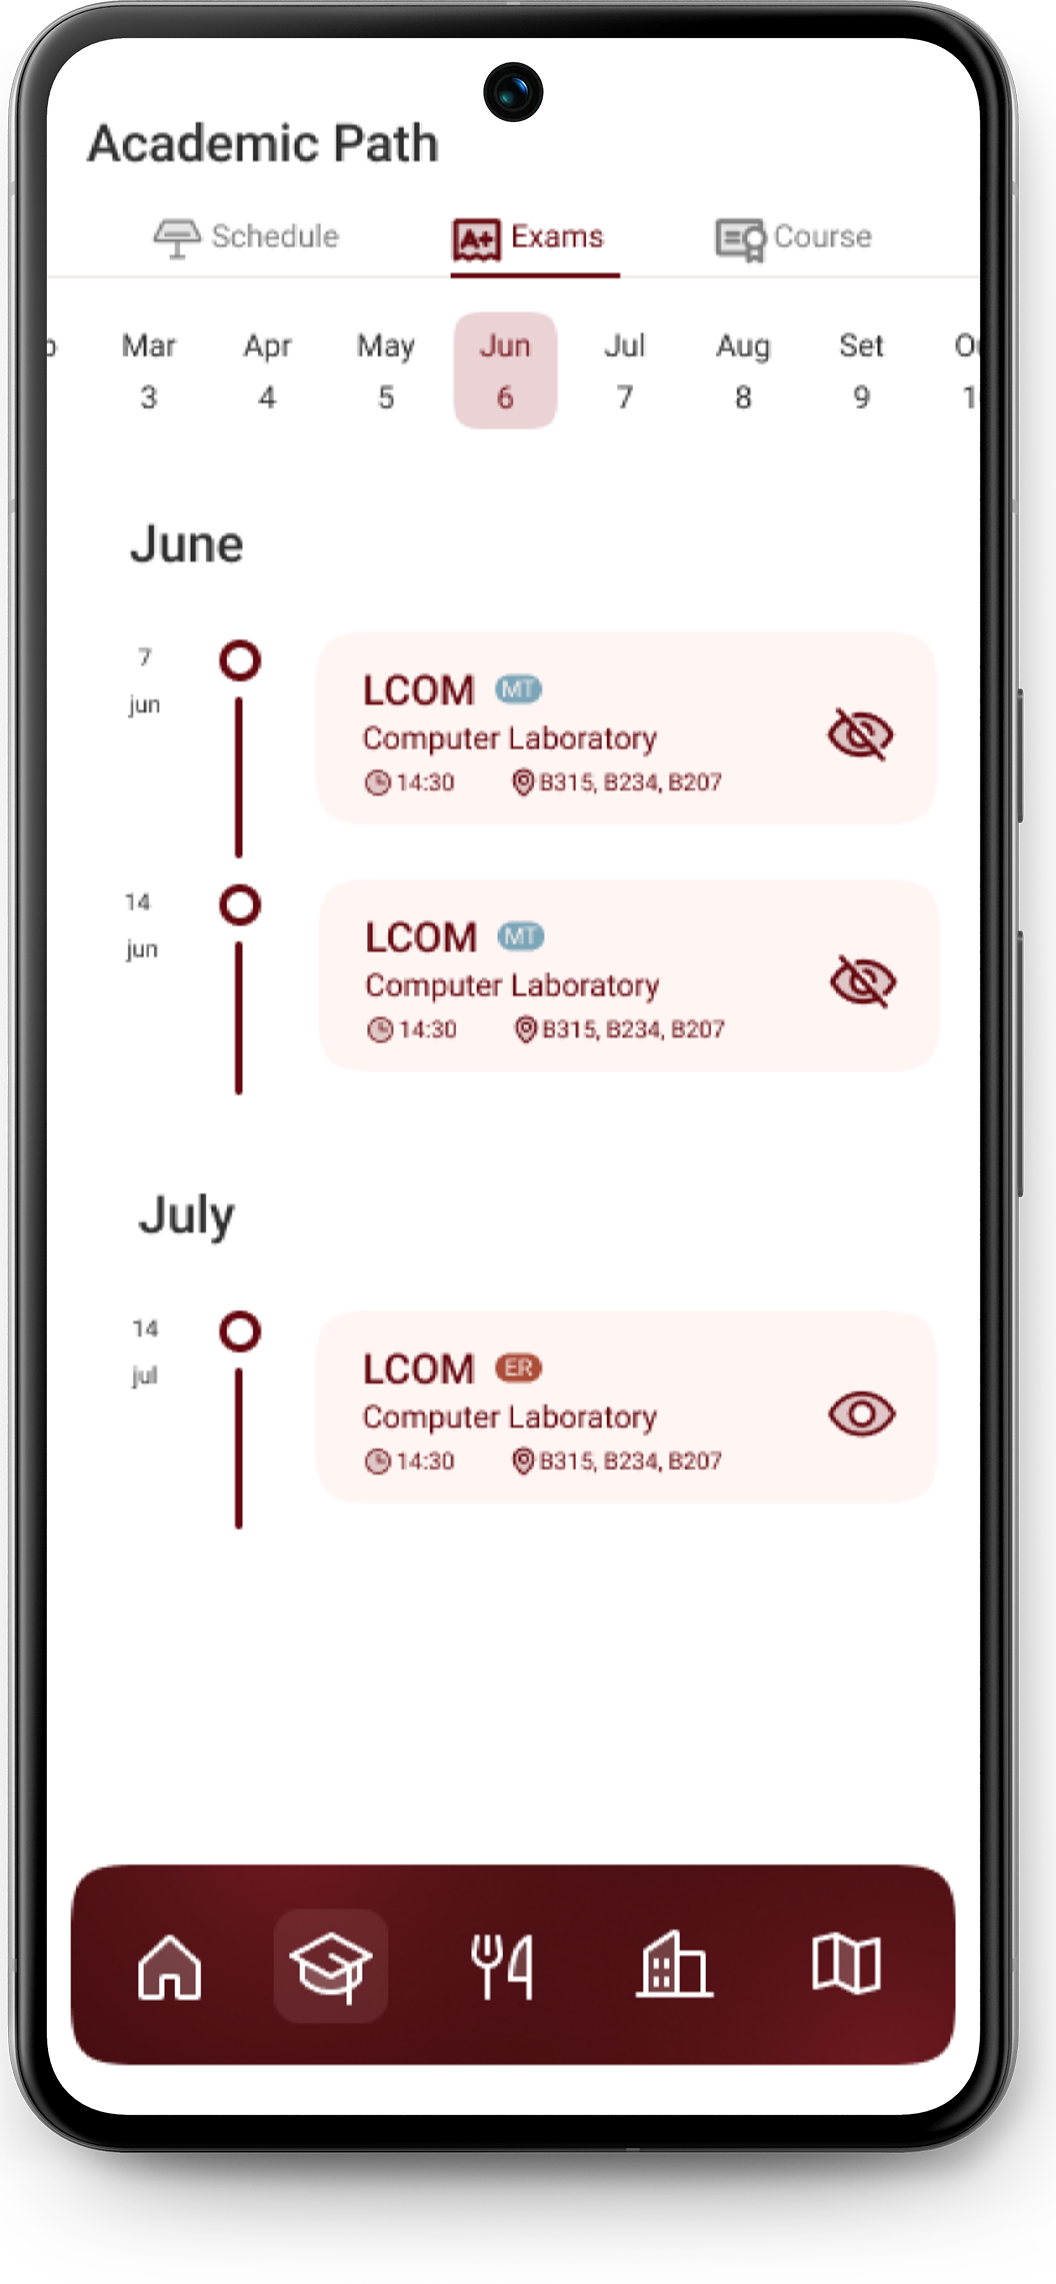 Academic Path
Schedule Exams Course
Mar Apr May Jun Jul Aug Set
3 4 5 6 7 8 9
June
7
jun
LCOM MT
Computer Laboratory
14:30 B315, B234, B207
14
jun
LCOM MT
Computer Laboratory
14:30 B315, B234, B207
July
14
jul
LCOM ER
Computer Laboratory
14:30 B315, B234, B207